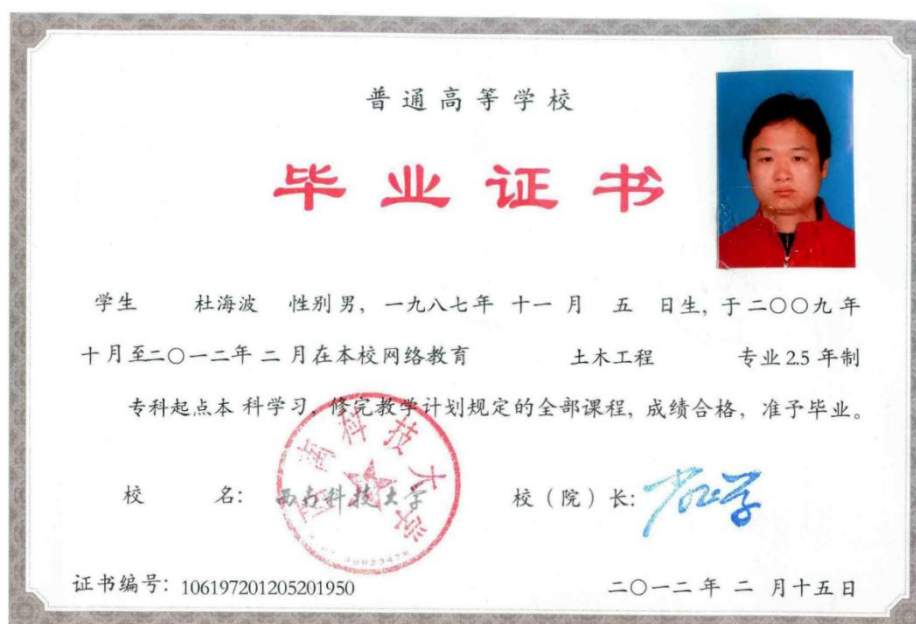 普通高等学校
毕业证书
学生 杜海波 性别男，一九八七年 十一 月 五 日生，于二〇〇九年
十月至二〇一二年 二 月在本校网络教育 土木工程 专业 2.5 年制
专科起点本 科学习，修完教学计划规定的全部课程，成绩合格，准予毕业。
校 名： 西南科技大学 校（院）长：
西南科技大学
证书编号：106197201205201950 二〇一二年 二 月十五日